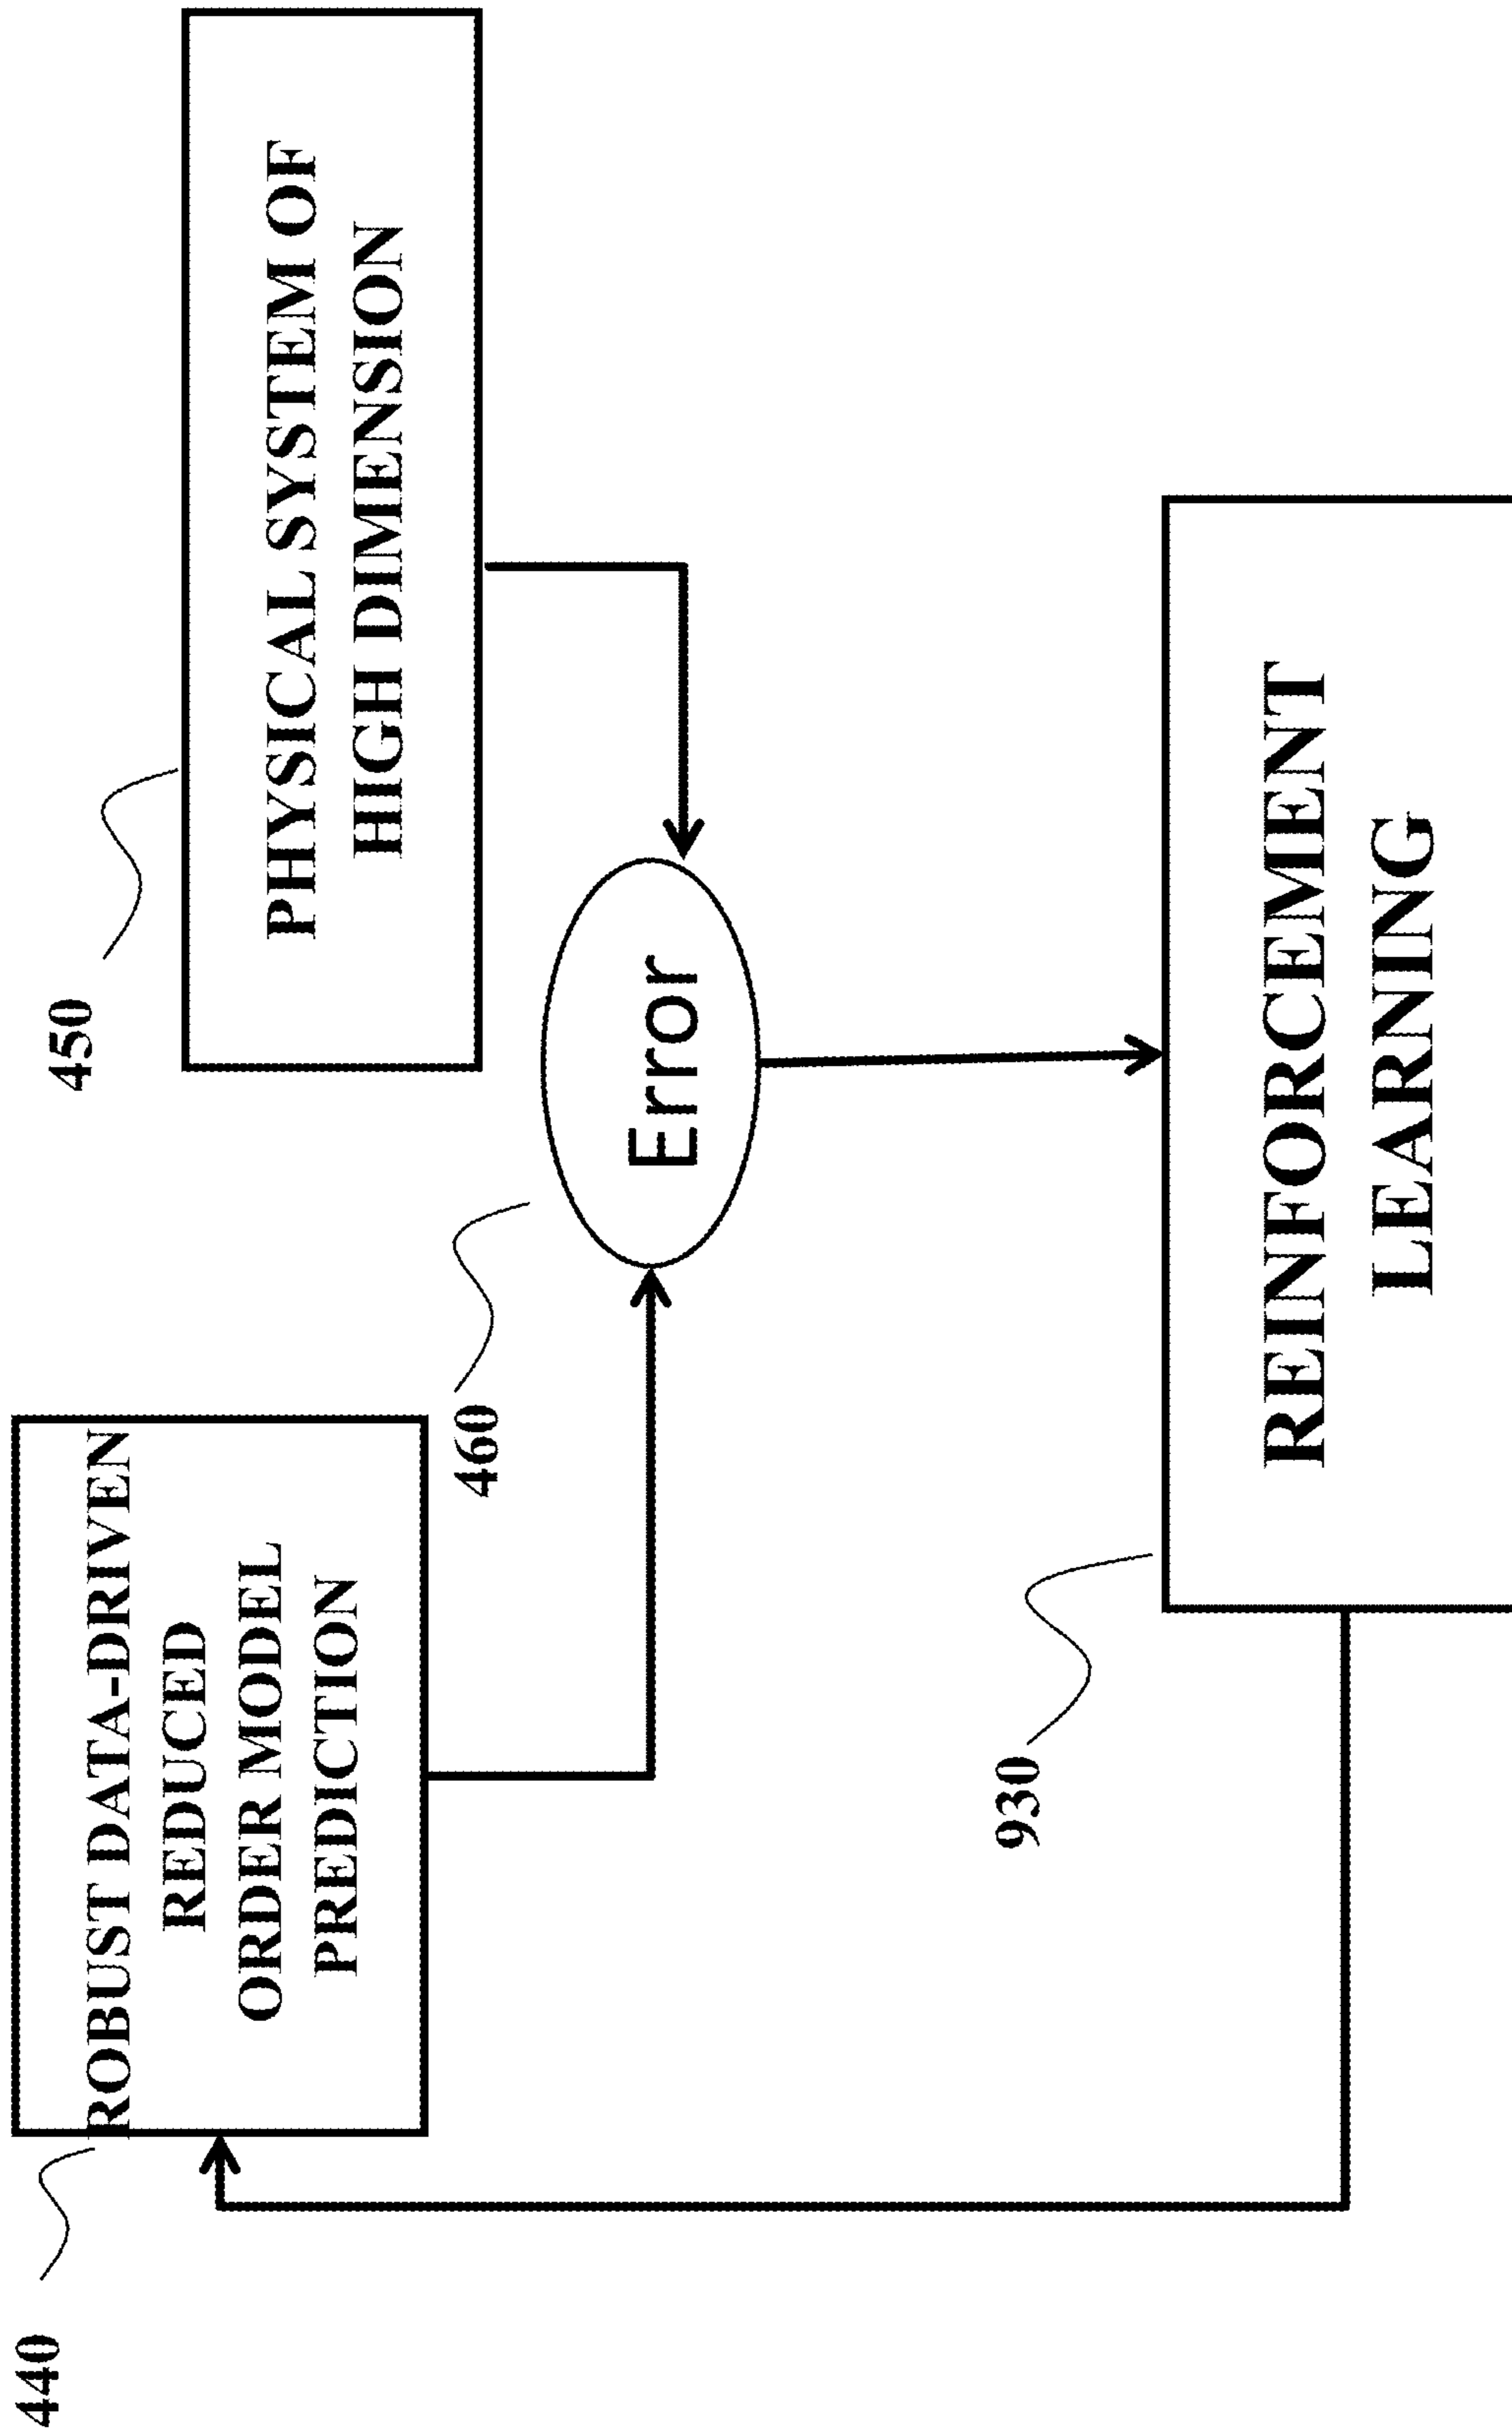 440
ROBUST DATA-DRIVEN
REDUCED
ORDER MODEL
PREDICTION
450
PHYSICAL SYSTEM OF
HIGH DIMENSION
460
Error
930
REINFORCEMENT
LEARNING